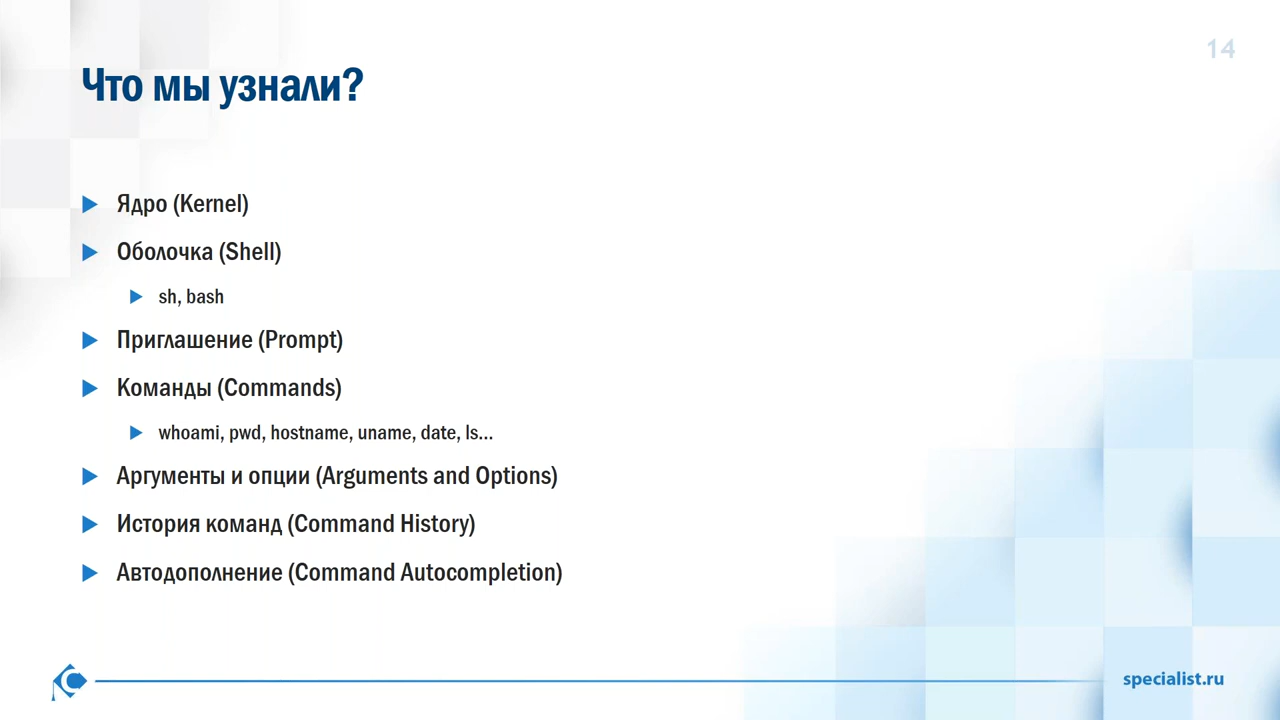 14
Что мы узнали?
Ядро (Kernel)
Оболочка (Shell)
sh, bash
Приглашение (Prompt)
Команды (Commands)
whoami, pwd, hostname, uname, date, ls...
Аргументы и опции (Arguments and Options)
История команд (Command History)
Автодополнение (Command Autocompletion)
specialist.ru